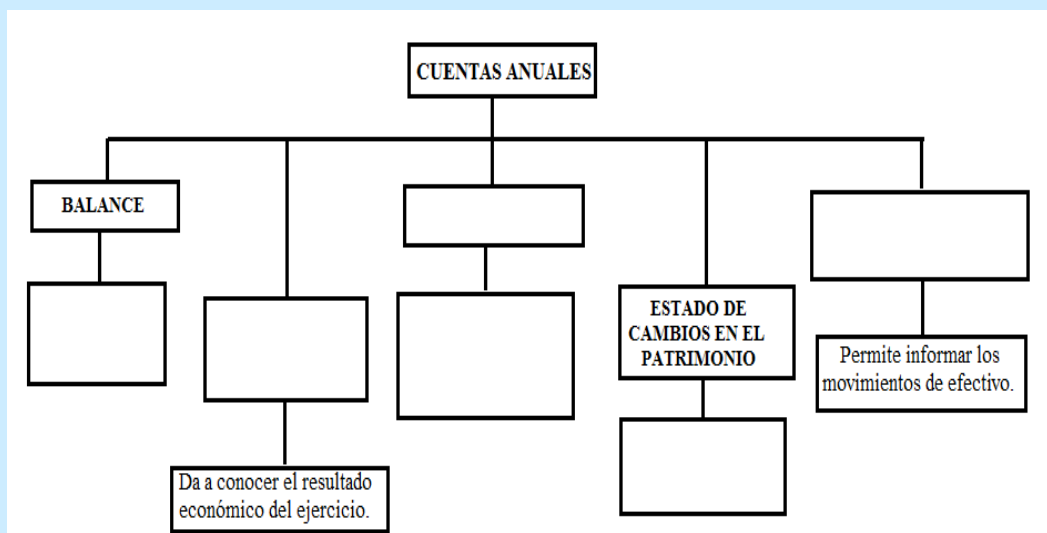 CUENTAS ANUALES
BALANCE
ESTADO DE
CAMBIOS EN EL
PATRIMONIO
Permite informar los
movimientos de efectivo.
Da a conocer el resultado
económico del ejercicio.